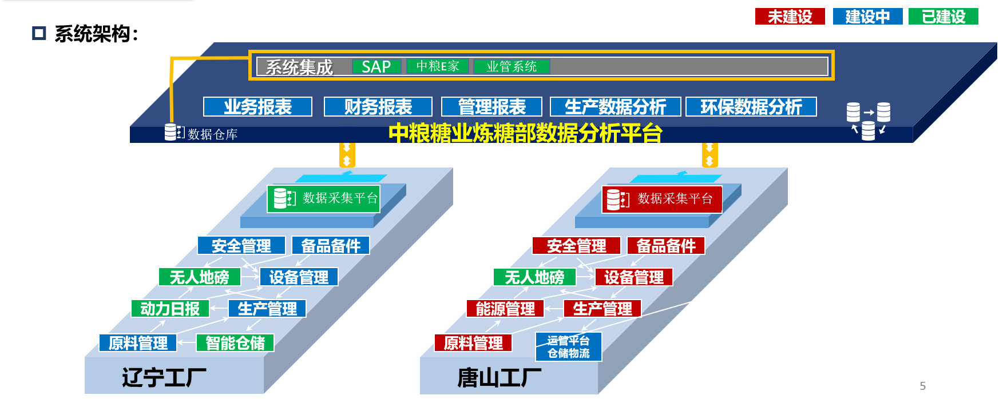 未建设 建设中 已建设
系统架构：
系统集成 SAP 中粮E家 业管系统
业务报表 财务报表 管理报表 生产数据分析 环保数据分析
数据仓库 中粮糖业炼糖部数据分析平台
数据采集平台
安全管理 备品备件
无人地磅 设备管理
动力日报 生产管理
原料管理 智能仓储
辽宁工厂
数据采集平台
安全管理 备品备件
无人地磅 设备管理
能源管理 生产管理
原料管理 运管平台
仓储物流
唐山工厂
5